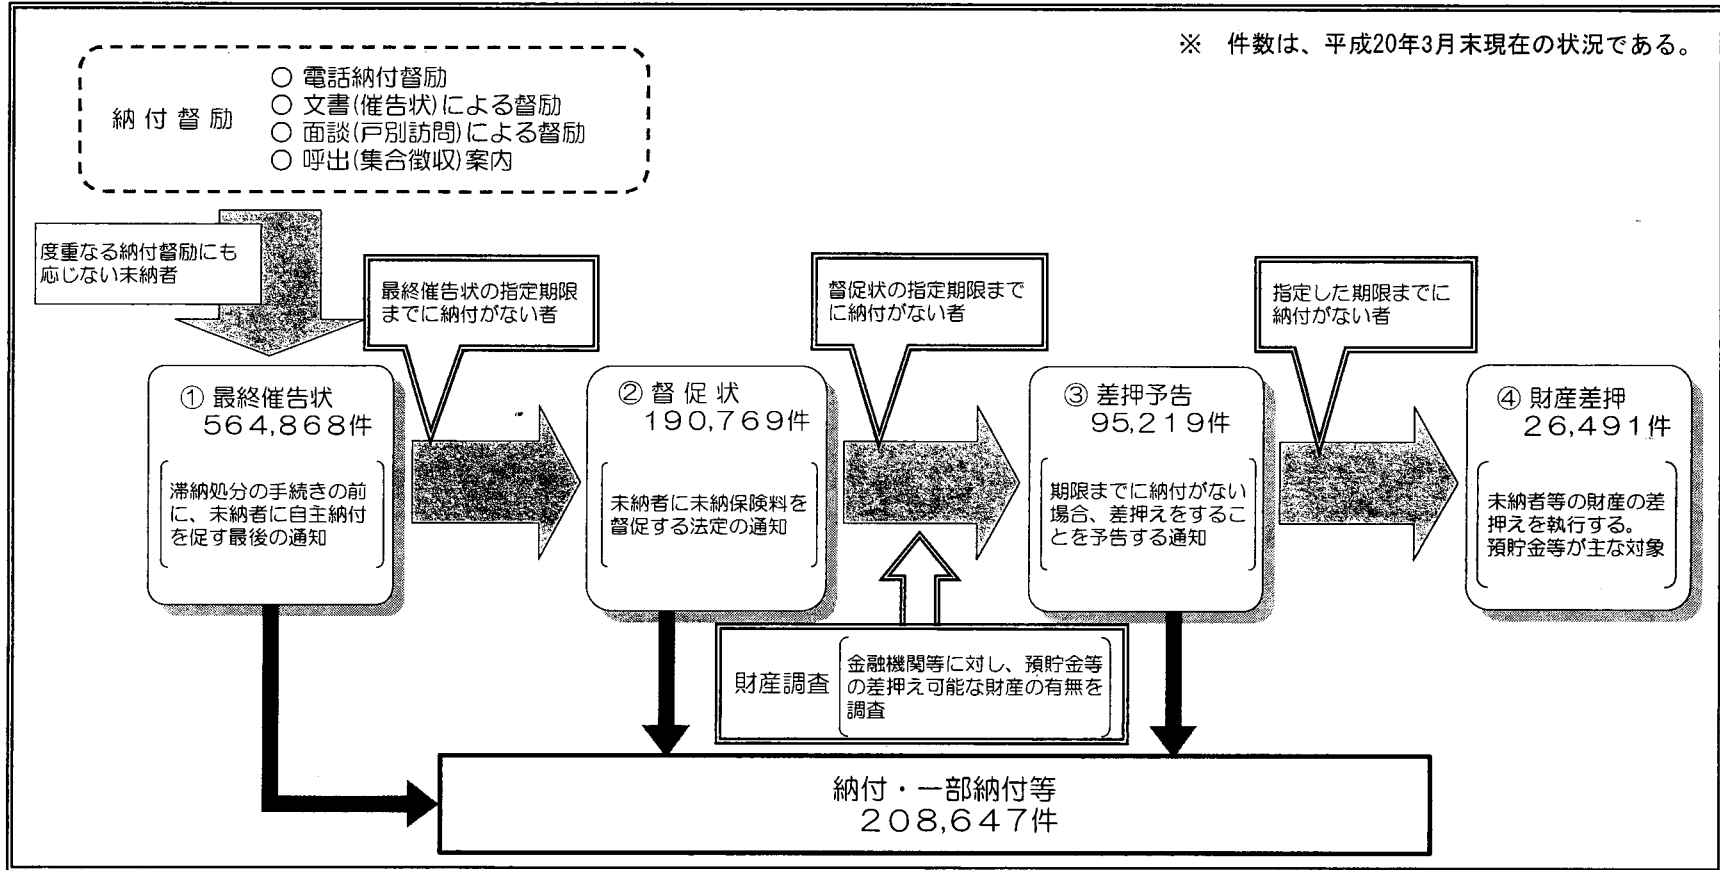 ※ 件数は、平成20年3月末現在の状況である。
納付督励
○ 電話納付督励
○ 文書(催告状)による督励
○ 面談(戸別訪問)による督励
○ 呼出(集合徴収)案内
度重なる納付督励にも
応じない未納者
最終催告状の指定期限
までに納付がない者
督促状の指定期限まで
に納付がない者
指定した期限までに
納付がない者
① 最終催告状
564,868件
滞納処分の手続きの前
に、未納者に自主納付
を促す最後の通知
② 督促状
190,769件
未納者に未納保険料を
督促する法定の通知
③ 差押予告
95,219件
期限までに納付がない
場合、差押えをするこ
とを予告する通知
④ 財産差押
26,491件
未納者等の財産の差
押えを執行する。
預貯金等が主な対象
財産調査
金融機関等に対し、預貯金等
の差押え可能な財産の有無を
調査
納付・一部納付等
208,647件